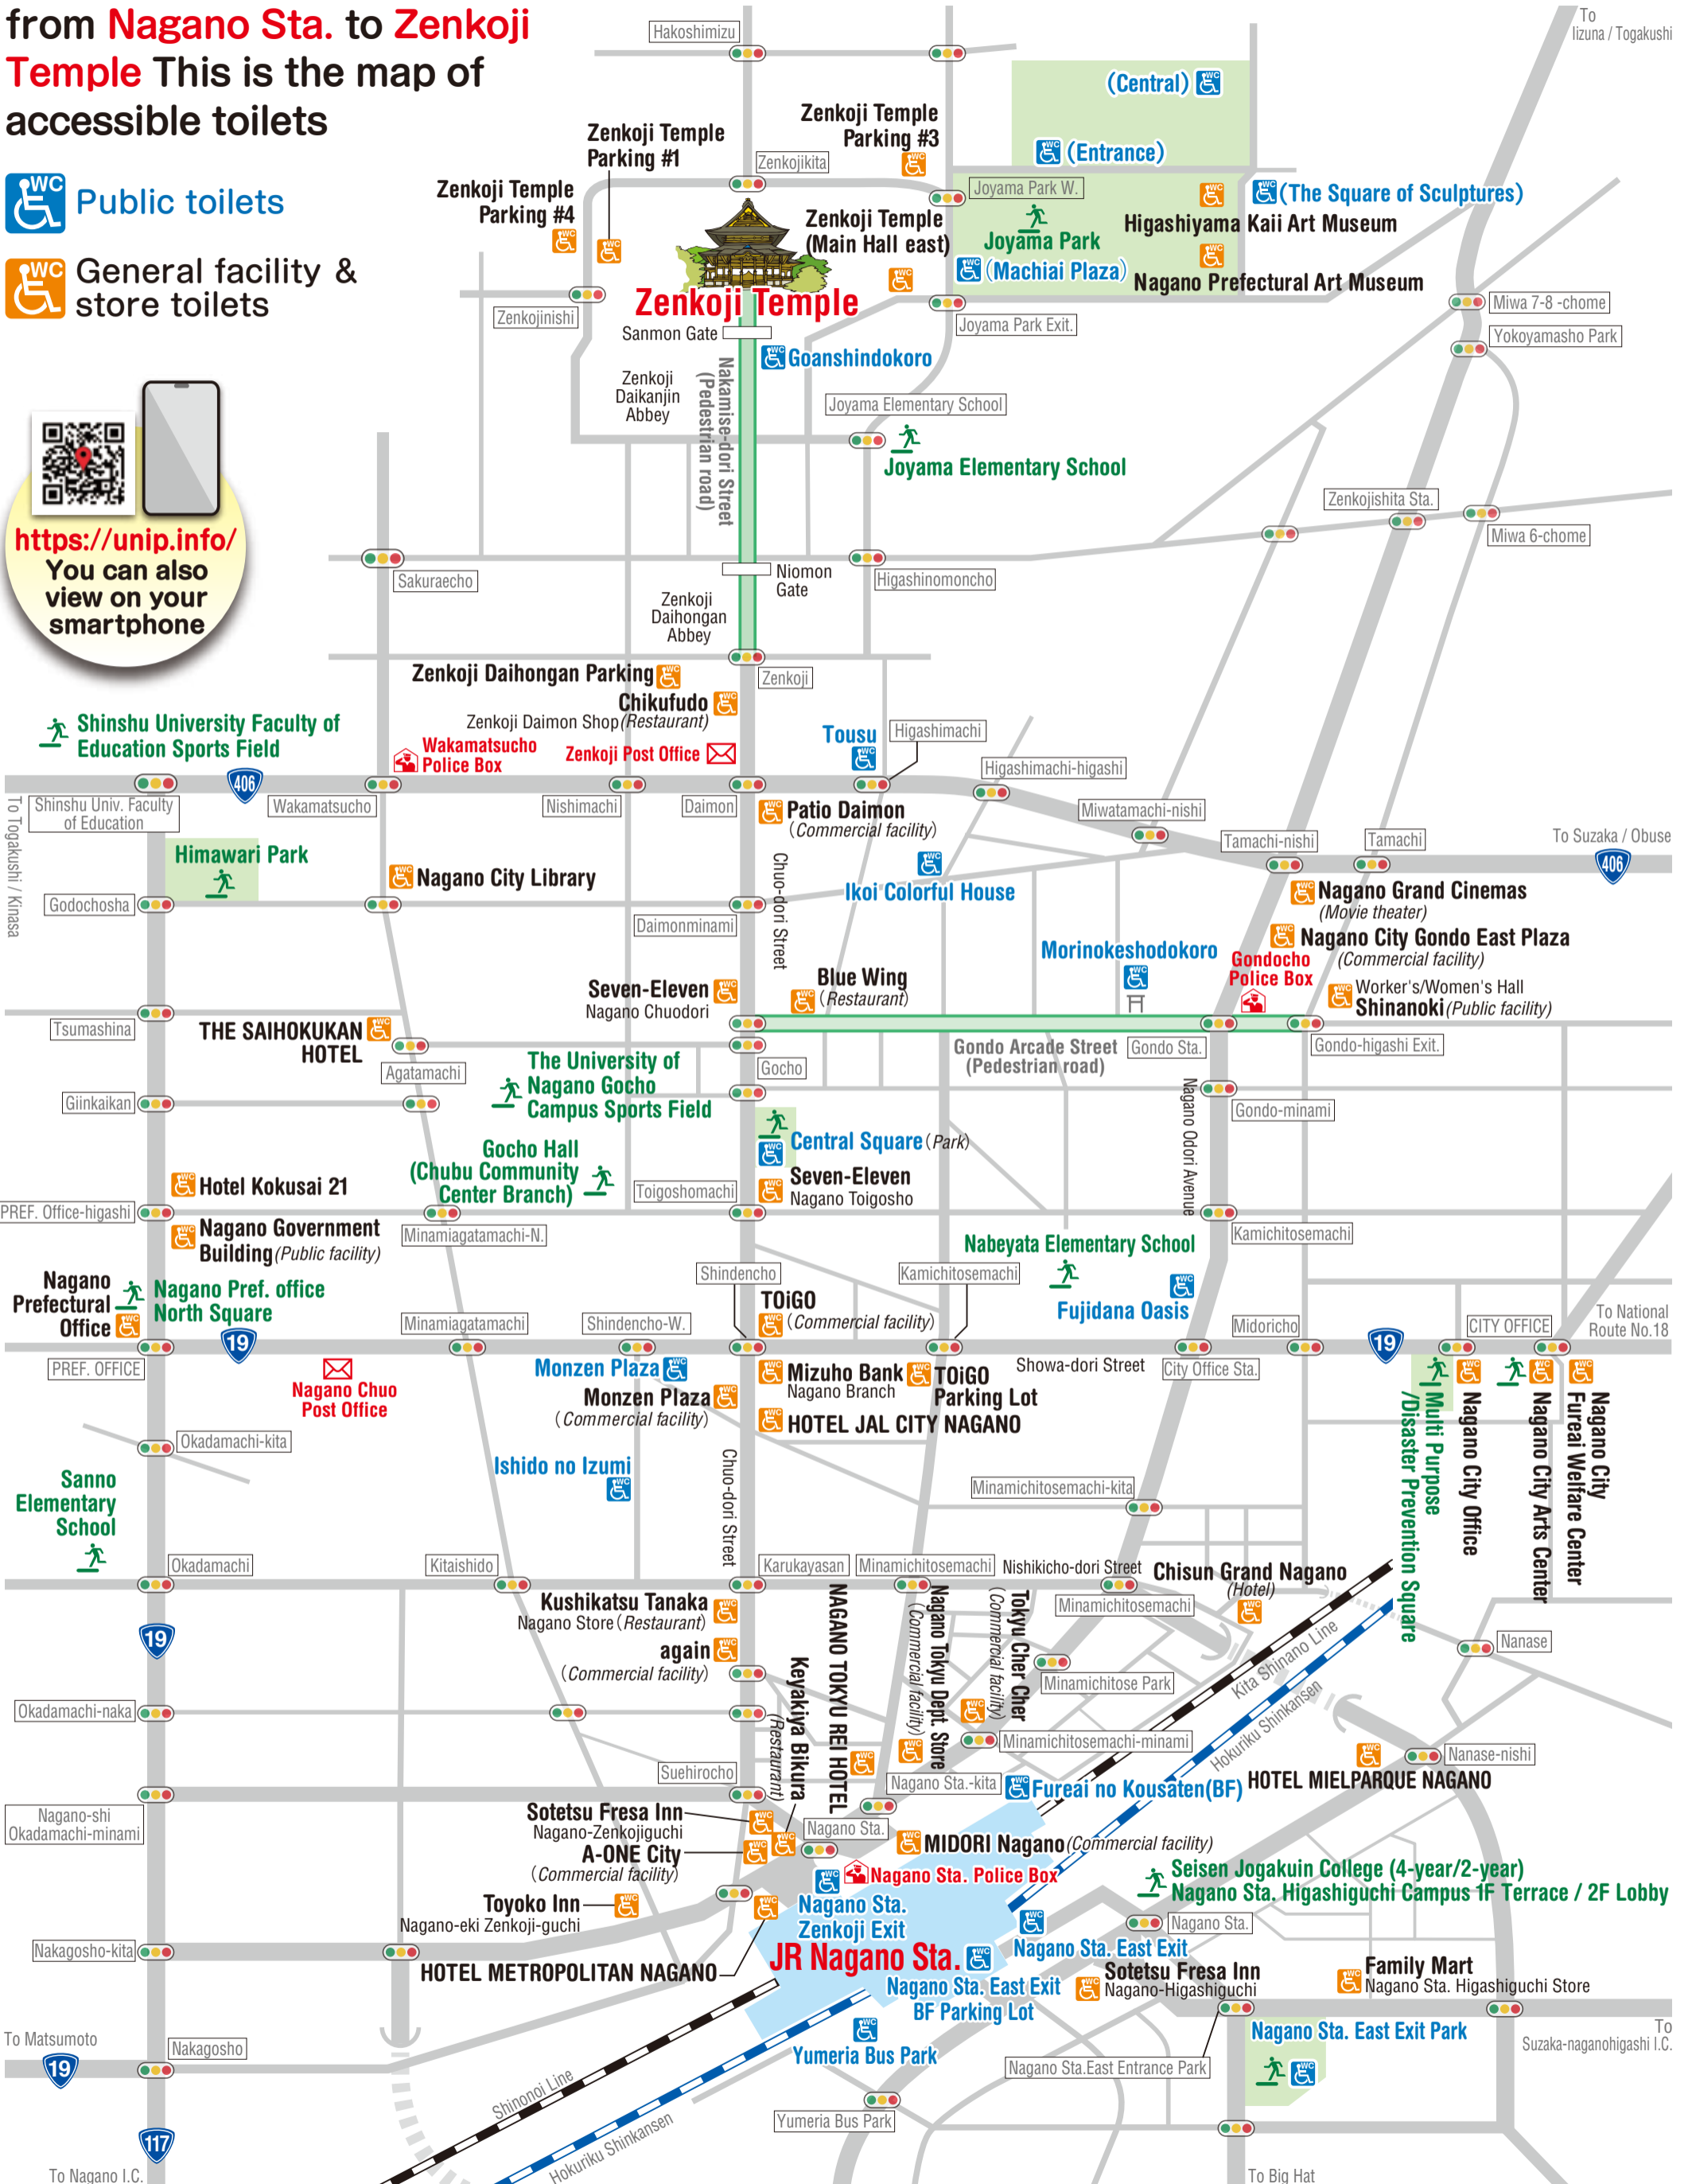 from Nagano Sta. to Zenkoji
Temple This is the map of
accessible toilets
WC
Public toilets
WC
General facility &
store toilets
https://unip.info/
You can also
view on your
smartphone
Hakoshimizu
To
Iizuna / Togakushi
(Central)
(Entrance)
Zenkoji Temple
Parking #3
Zenkoji Temple
Parking #1
Zenkojikita
Zenkoji Temple
Parking #4
Joyama Park W.
(The Square of Sculptures)
Higashiyama Kaii Art Museum
Zenkoji Temple
(Main Hall east)
Joyama Park
(Machiai Plaza)
Nagano Prefectural Art Museum
Zenkoji Temple
Zenkojinishi
Sanmon Gate
Joyama Park Exit.
Miwa 7-8 -chome
Yokoyamasho Park
Goanshindokoro
Zenkoji
Daikanjin
Abbey
Nakamise-dori Street
(Pedestrian road)
Joyama Elementary School
Joyama Elementary School
Zenkojishita Sta.
Miwa 6-chome
Sakuraecho
Niomon
Gate
Higashinomoncho
Zenkoji
Daihongan
Abbey
Zenkoji
Zenkoji Daihongan Parking
Chikufudo
Zenkoji Daimon Shop (Restaurant)
Shinshu University Faculty of
Education Sports Field
Wakamatsucho
Police Box
Zenkoji Post Office
Tousu
Higashimachi
Higashimachi-higashi
406
Shinshu Univ. Faculty
of Education
Wakamatsucho
Nishimachi
Daimon
Patio Daimon
(Commercial facility)
Miwatamachi-nishi
Tamachi-nishi
Tamachi
To Suzaka / Obuse
406
To Togakushi / Kinasa
Himawari Park
Nagano City Library
Chuo-dori Street
Ikoi Colorful House
Nagano Grand Cinemas
(Movie theater)
Godochosha
Daimonminami
Nagano City Gondo East Plaza
(Commercial facility)
Morinokeshodokoro
Gondocho
Police Box
Seven-Eleven
Nagano Chuodori
Blue Wing
(Restaurant)
Worker's/Women's Hall
Shinanoki (Public facility)
Tsumashina
THE SAIHOKUKAN
HOTEL
Agatamachi
The University of
Nagano Gocho
Campus Sports Field
Gocho
Gondo Arcade Street
(Pedestrian road)
Gondo Sta.
Gondo-higashi Exit.
Giinkaikan
Gondo-minami
Nagano Odori Avenue
Central Square (Park)
Gocho Hall
(Chubu Community
Center Branch)
Seven-Eleven
Nagano Toigosho
Hotel Kokusai 21
Toigoshomachi
PREF. Office-higashi
Nagano Government
Building (Public facility)
Minamiagatamachi-N.
Kamichitosemachi
Nabeyata Elementary School
Nagano
Prefectural
Office
Nagano Pref. office
North Square
Shindencho
Kamichitosemachi
Fujidana Oasis
TOiGO
(Commercial facility)
Minamiagatamachi
Shindencho-W.
Midoricho
CITY OFFICE
To National
Route No.18
19
19
PREF. OFFICE
Nagano Chuo
Post Office
Monzen Plaza
Monzen Plaza
(Commercial facility)
Mizuho Bank
Nagano Branch
TOiGO
Parking Lot
Showa-dori Street
City Office Sta.
HOTEL JAL CITY NAGANO
Multi Purpose
/Disaster Prevention Square
Nagano City Office
Nagano City Arts Center
Nagano City
Fureai Welfare Center
Okadamachi-kita
Ishido no Izumi
Chuo-dori Street
Sanno
Elementary
School
Minamichitosemachi-kita
Okadamachi
Kitaishido
Karukayasan
Minamichitosemachi
Nishikicho-dori Street
Chisun Grand Nagano
(Hotel)
Minamichitosemachi
Kushikatsu Tanaka
Nagano Store (Restaurant)
again
(Commercial facility)
Keyakiya Bikura
(Restaurant)
NAGANO TOKYU REI HOTEL
Nagano Tokyu Dept. Store
(Commercial facility)
Tokyu Cher Cher
(Commercial facility)
19
Nanase
Kita Shinano Line
Hokuriku Shinkansen
Minamichitose Park
Okadamachi-naka
Minamichitosemachi-minami
Suehirocho
Nagano Sta.-kita
Fureai no Kousaten(BF)
HOTEL MIELPARQUE NAGANO
Nanase-nishi
Nagano-shi
Okadamachi-minami
Sotetsu Fresa Inn
Nagano-Zenkojiguchi
A-ONE City
(Commercial facility)
Nagano Sta.
MIDORI Nagano (Commercial facility)
Nagano Sta. Police Box
Seisen Jogakuin College (4-year/2-year)
Nagano Sta. Higashiguchi Campus 1F Terrace / 2F Lobby
Toyoko Inn
Nagano-eki Zenkoji-guchi
Nagano Sta.
Zenkoji Exit
Nagano Sta.
Nagano Sta. East Exit
Nakagosho-kita
JR Nagano Sta.
HOTEL METROPOLITAN NAGANO
Nagano Sta. East Exit
BF Parking Lot
Sotetsu Fresa Inn
Nagano-Higashiguchi
Family Mart
Nagano Sta. Higashiguchi Store
Nagano Sta. East Exit Park
To Matsumoto
Nakagosho
19
Yumeria Bus Park
To
Suzaka-naganohigashi I.C.
Nagano Sta.East Entrance Park
Shinonoi Line
Hokuriku Shinkansen
Yumeria Bus Park
117
To Nagano I.C.
To Big Hat